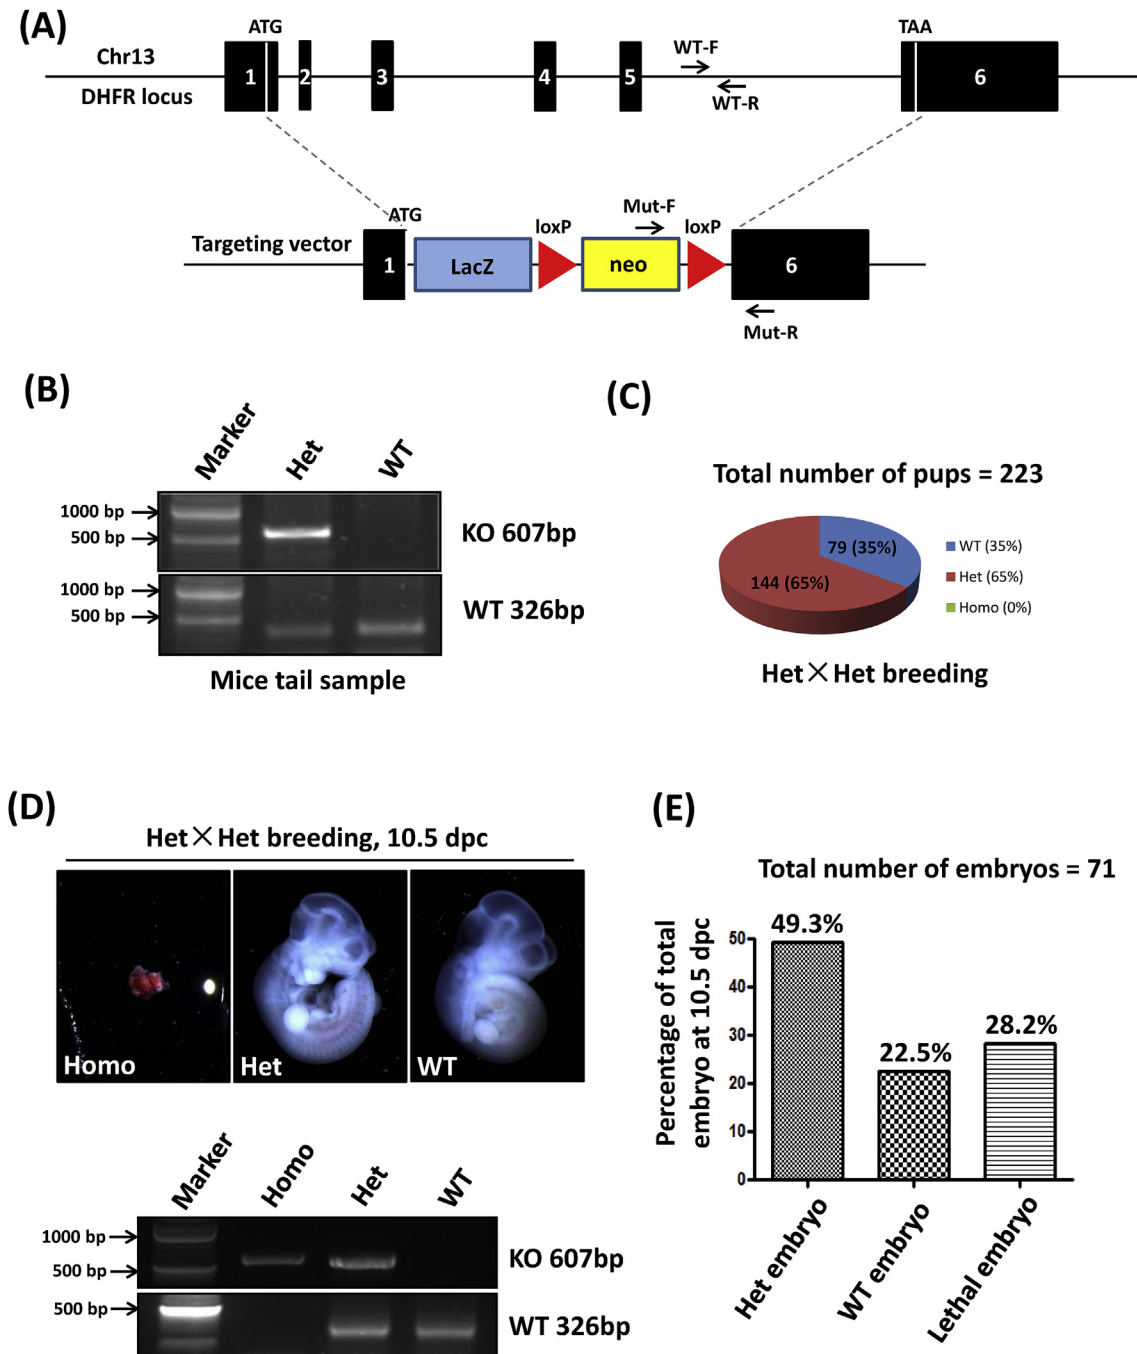 (A)
ATG
TAA
Chr13
DHFR locus
1
2
3
4
5
WT-F
WT-R
6
ATG
Mut-F
loxP
loxP
Targeting vector
1
LacZ
neo
6
Mut-R
(B)
Marker
Het
WT
1000 bp
500 bp
KO 607bp
1000 bp
500 bp
WT 326bp
Mice tail sample
(C)
Total number of pups = 223
79 (35%)
144 (65%)
WT (35%)
Het (65%)
Homo (0%)
Het×Het breeding
(D)
Het×Het breeding, 10.5 dpc
Homo
Het
WT
Marker
Homo
Het
WT
1000 bp
500 bp
KO 607bp
500 bp
WT 326bp
(E)
Total number of embryos = 71
Percentage of total
embryo at 10.5 dpc
50
40
30
20
10
0
49.3%
22.5%
28.2%
Het embryo
WT embryo
Lethal embryo